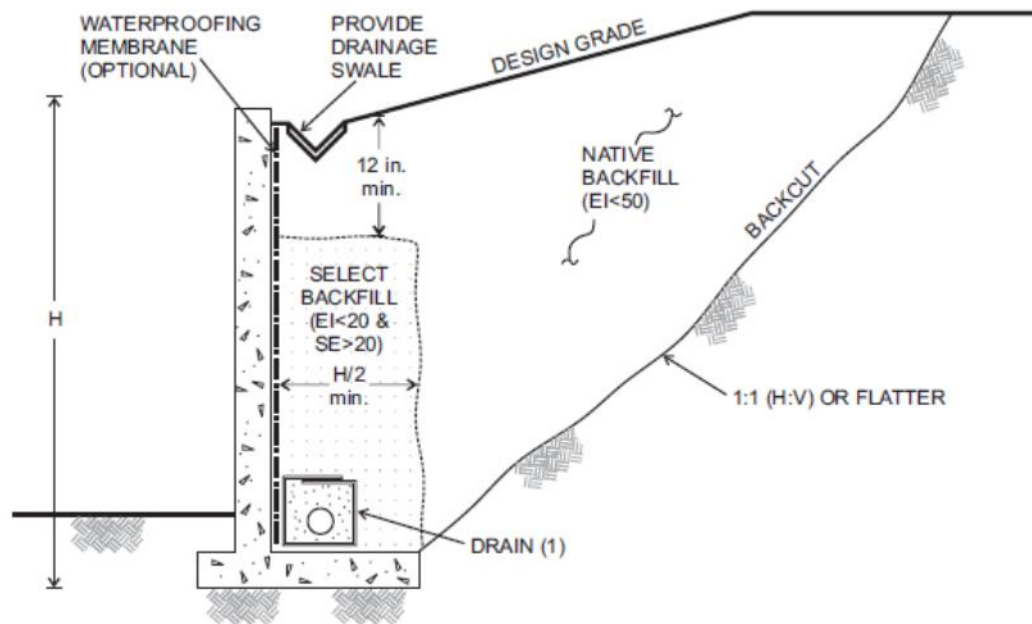 WATERPROOFING
MEMBRANE
(OPTIONAL)
PROVIDE
DRAINAGE
SWALE
DESIGN GRADE
12 in.
min.
NATIVE
BACKFILL
(EI<50)
BACKCUT
SELECT
BACKFILL
(EI<20 &
SE>20)
H
H/2
min.
1:1 (H:V) OR FLATTER
DRAIN (1)